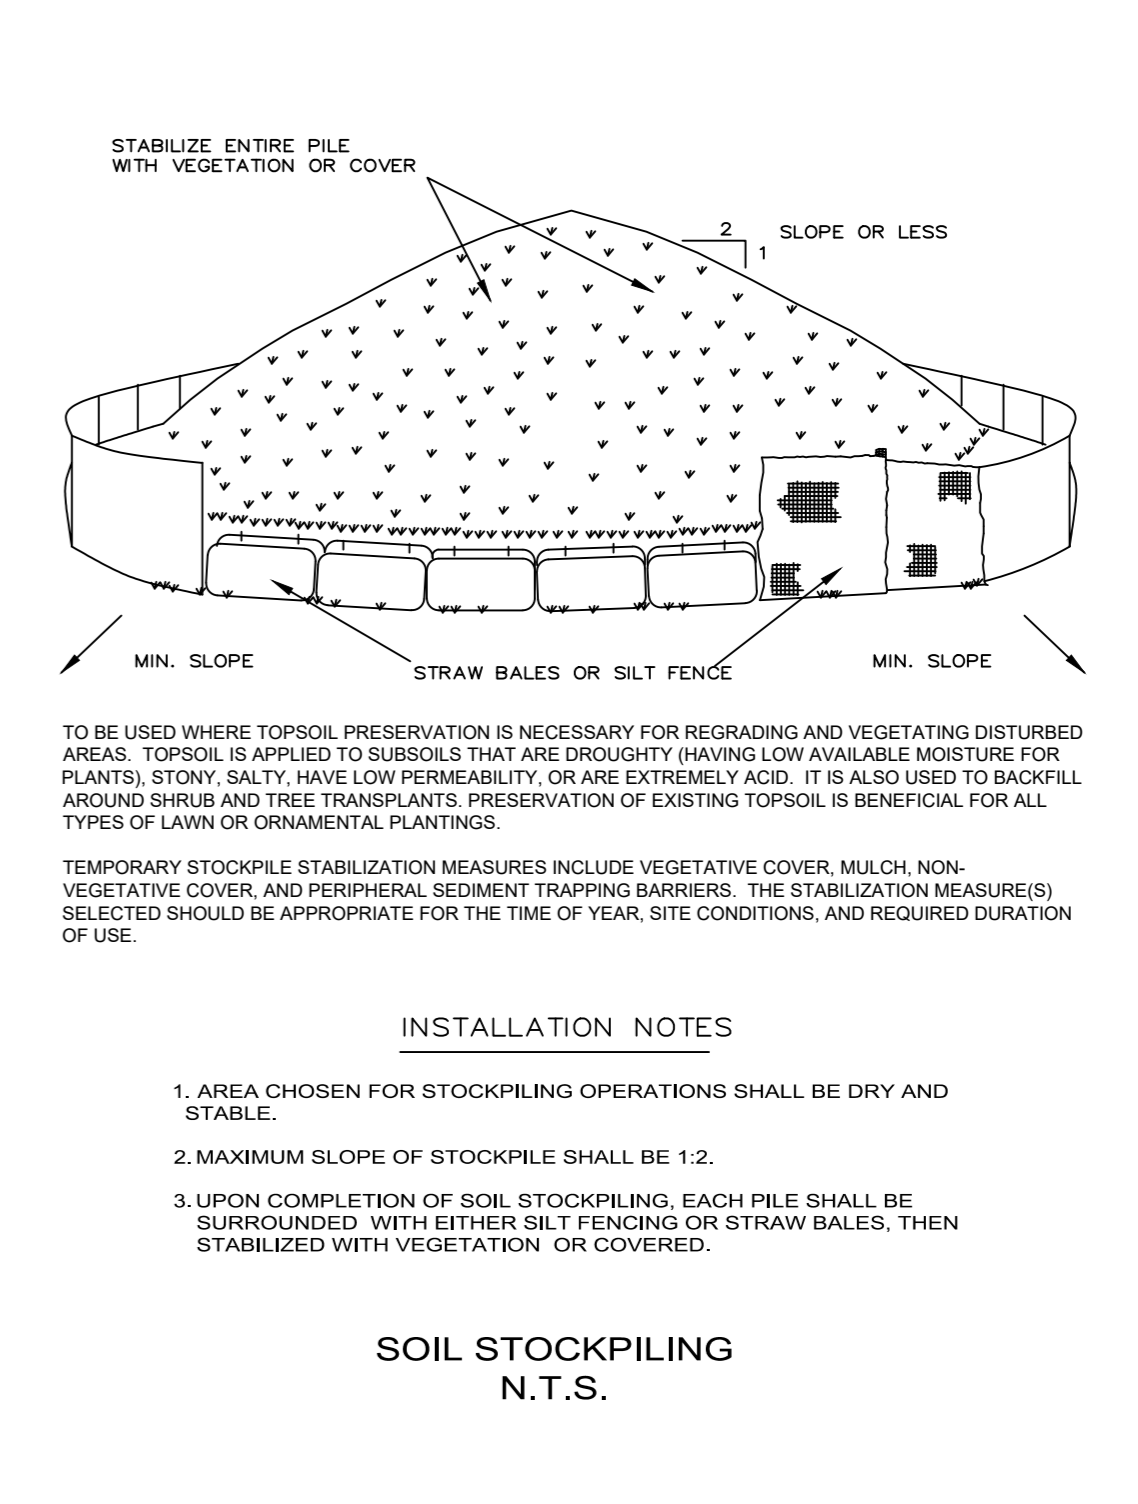 STABILIZE ENTIRE PILE
WITH VEGETATION OR COVER
2
SLOPE OR LESS
1
MIN. SLOPE
STRAW BALES OR SILT FENCE
MIN. SLOPE
TO BE USED WHERE TOPSOIL PRESERVATION IS NECESSARY FOR REGRADING AND VEGETATING DISTURBED
AREAS. TOPSOIL IS APPLIED TO SUBSOILS THAT ARE DROUGHTY (HAVING LOW AVAILABLE MOISTURE FOR
PLANTS), STONY, SALTY, HAVE LOW PERMEABILITY, OR ARE EXTREMELY ACID. IT IS ALSO USED TO BACKFILL
AROUND SHRUB AND TREE TRANSPLANTS. PRESERVATION OF EXISTING TOPSOIL IS BENEFICIAL FOR ALL
TYPES OF LAWN OR ORNAMENTAL PLANTINGS.
TEMPORARY STOCKPILE STABILIZATION MEASURES INCLUDE VEGETATIVE COVER, MULCH, NON-
VEGETATIVE COVER, AND PERIPHERAL SEDIMENT TRAPPING BARRIERS. THE STABILIZATION MEASURE(S)
SELECTED SHOULD BE APPROPRIATE FOR THE TIME OF YEAR, SITE CONDITIONS, AND REQUIRED DURATION
OF USE.
INSTALLATION NOTES
1. AREA CHOSEN FOR STOCKPILING OPERATIONS SHALL BE DRY AND
STABLE.
2. MAXIMUM SLOPE OF STOCKPILE SHALL BE 1:2.
3. UPON COMPLETION OF SOIL STOCKPILING, EACH PILE SHALL BE
SURROUNDED WITH EITHER SILT FENCING OR STRAW BALES, THEN
STABILIZED WITH VEGETATION OR COVERED.
SOIL STOCKPILING
N.T.S.